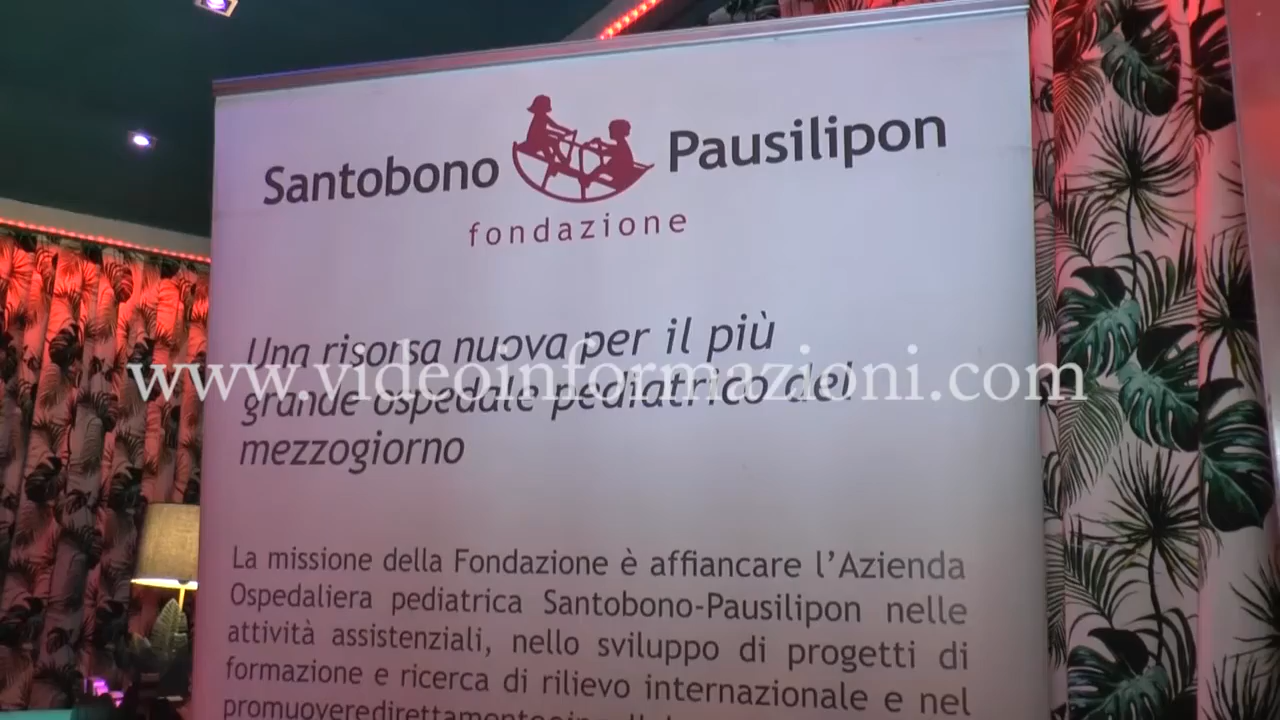 Santobono Pausilipon
fondazione
Una risorsa nuova per il più
www.videoinformazioni.com
grande ospedale pediatrico del
mezzogiorno
La missione della Fondazione è affiancare l'Azienda
Ospedaliera pediatrica Santobono-Pausilipon nelle
attività assistenziali, nello sviluppo di progetti di
formazione e ricerca di rilievo internazionale e nel
promuovere direttamente